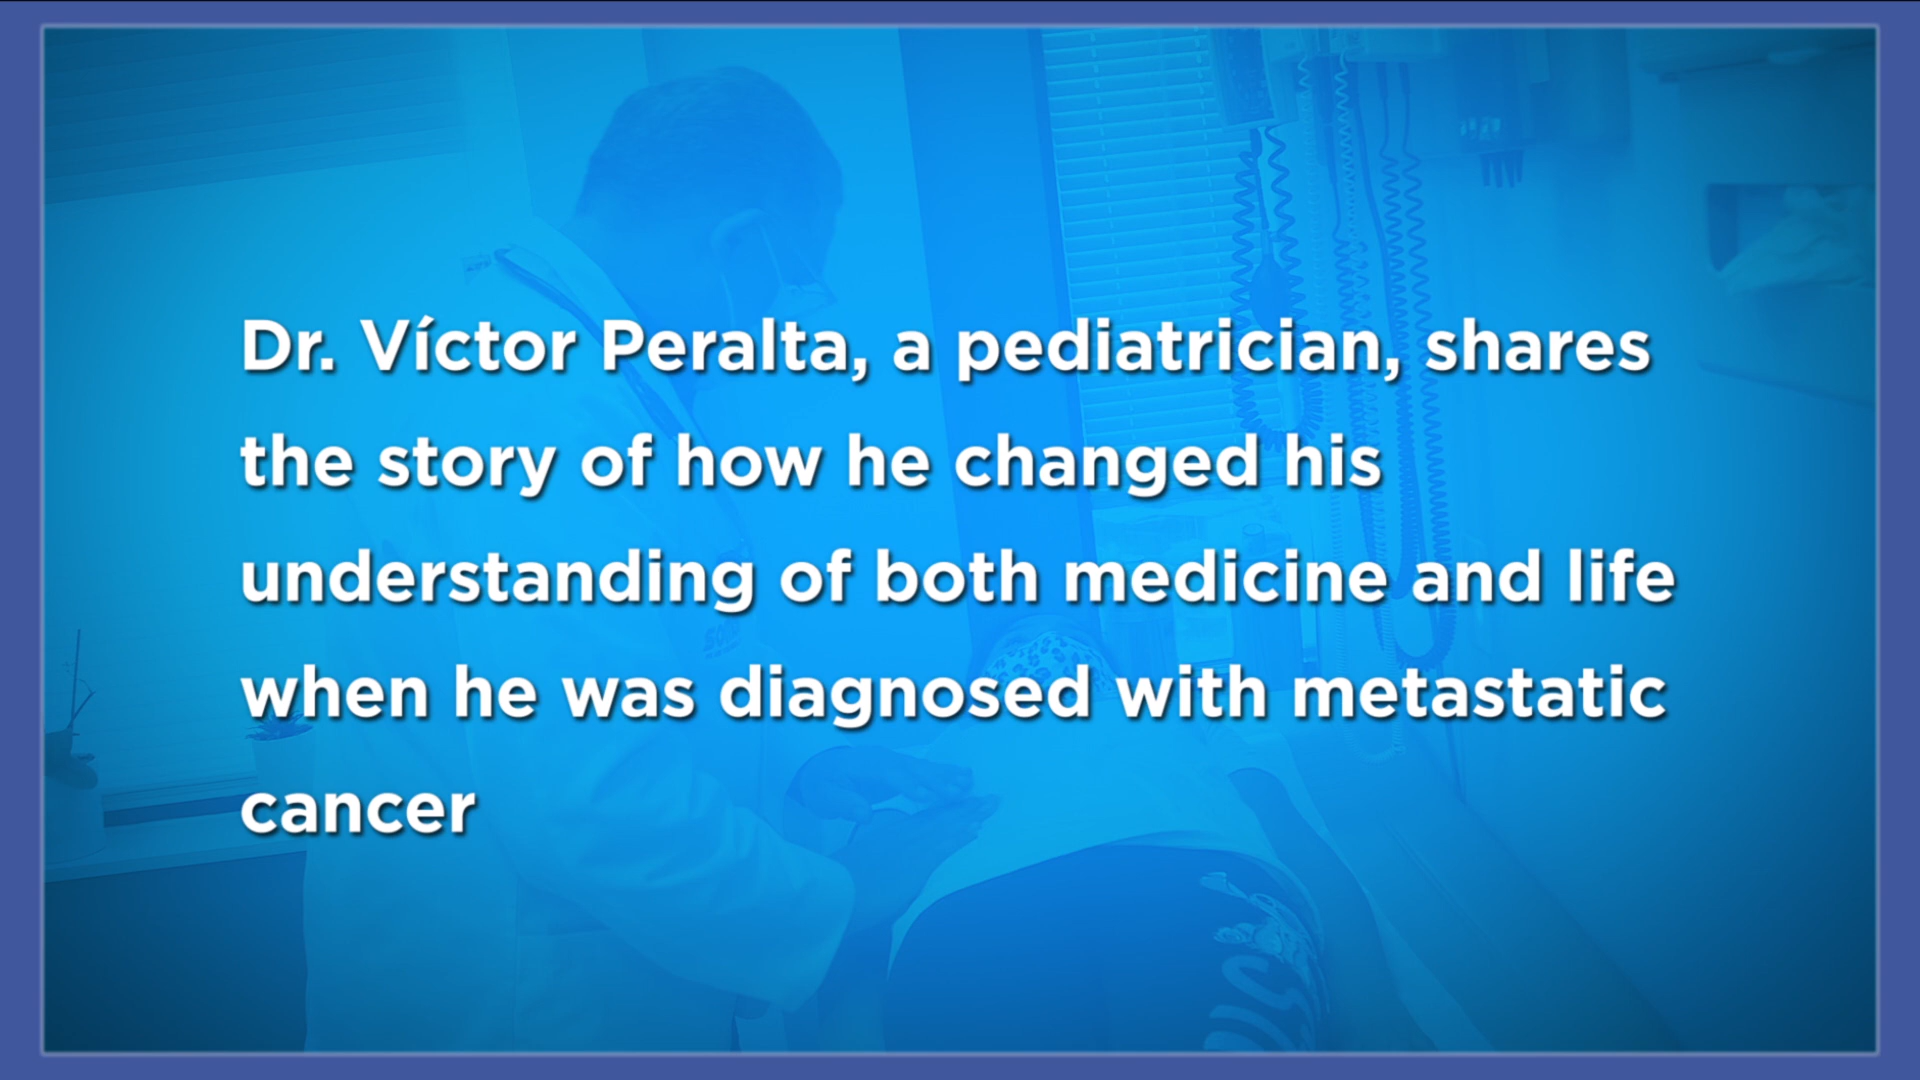 Dr. Víctor Peralta, a pediatrician, shares
the story of how he changed his
understanding of both medicine and life
when he was diagnosed with metastatic
cancer